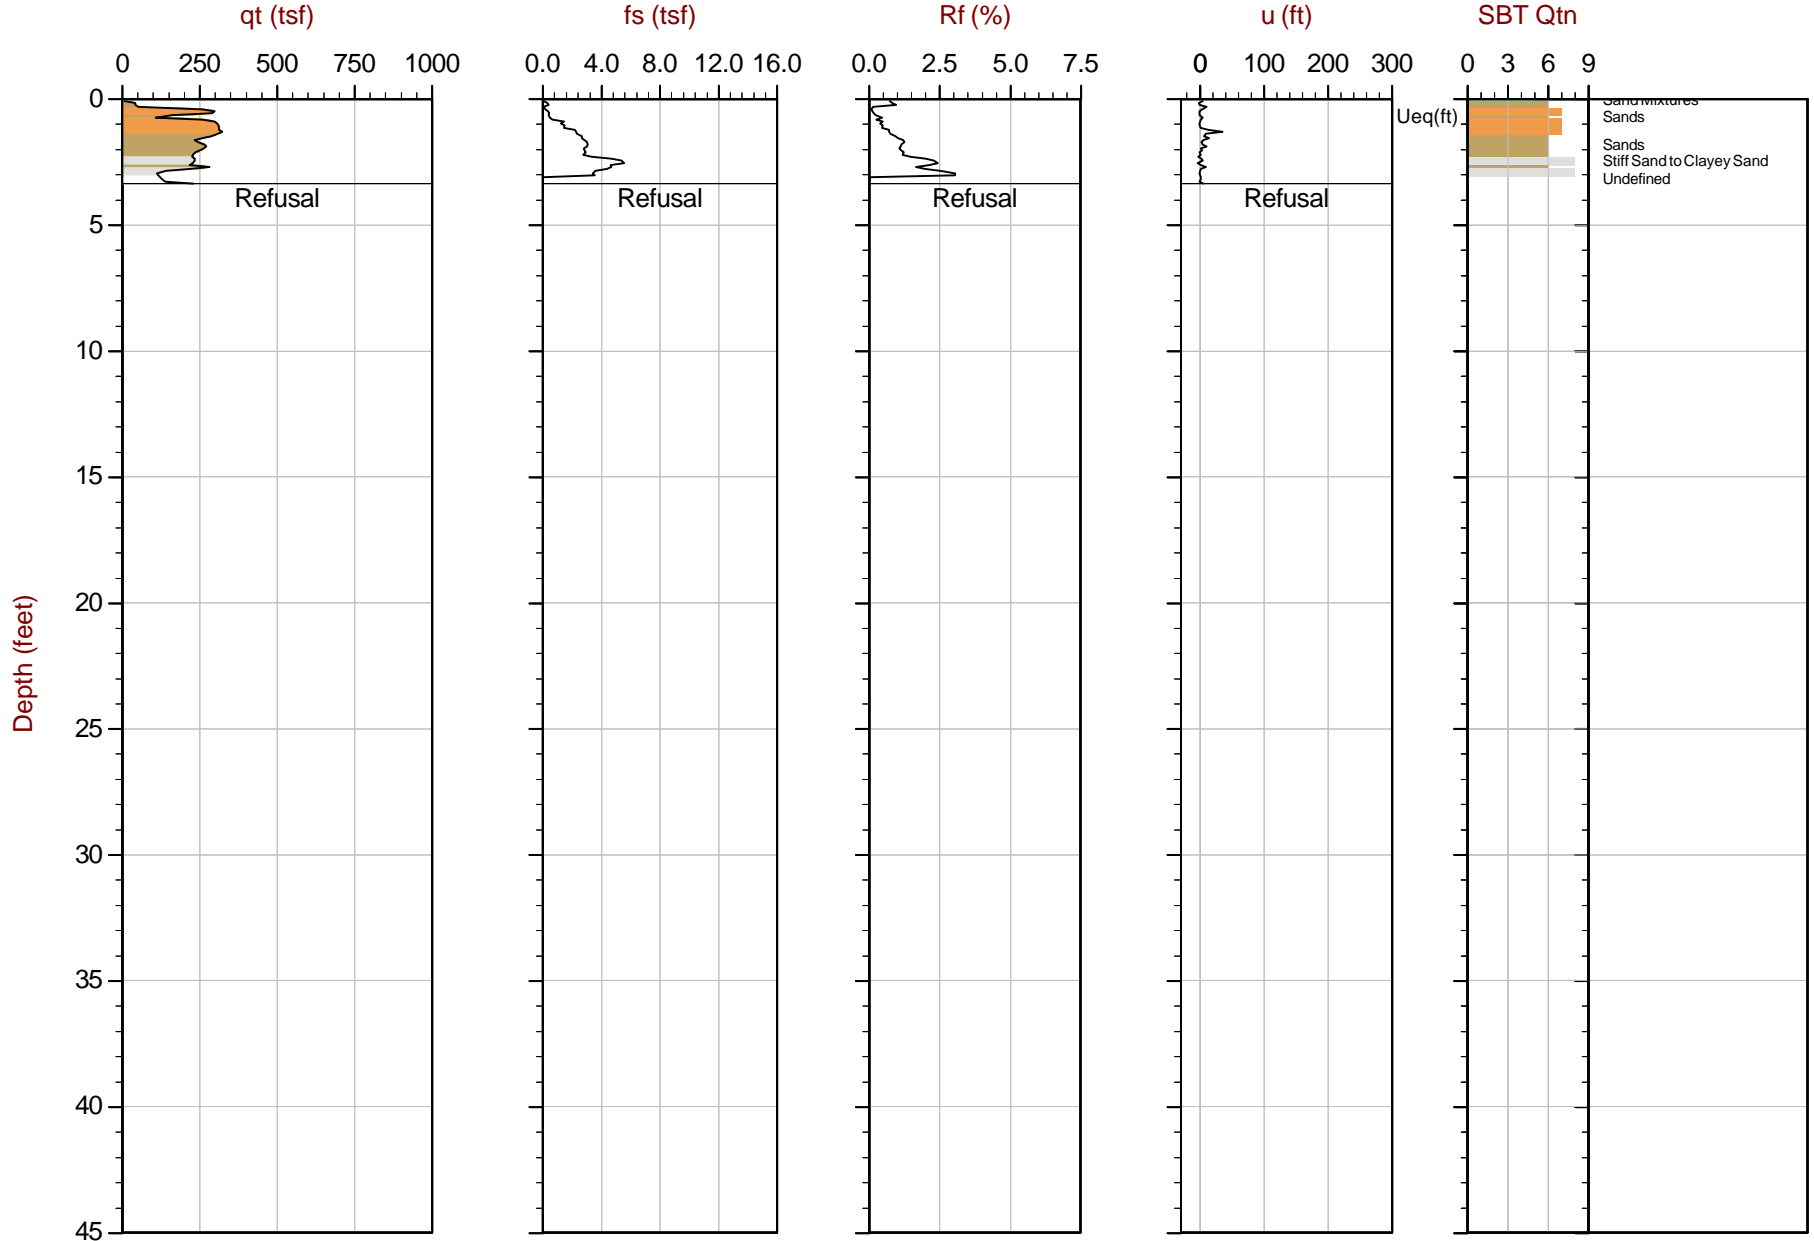 qt (tsf) fs (tsf) Rf (%) u (ft) SBT Qtn
0 250 500 750 1000 0.0 4.0 8.0 12.0 16.0 0.0 2.5 5.0 7.5 0 100 200 300 0 3 6 9
0
Sand Mixtures
Ueq(ft) Sands
Sands
Stiff Sand to Clayey Sand
Undefined
Refusal Refusal Refusal Refusal
5
10
15
20
Depth (feet)
25
30
35
40
45